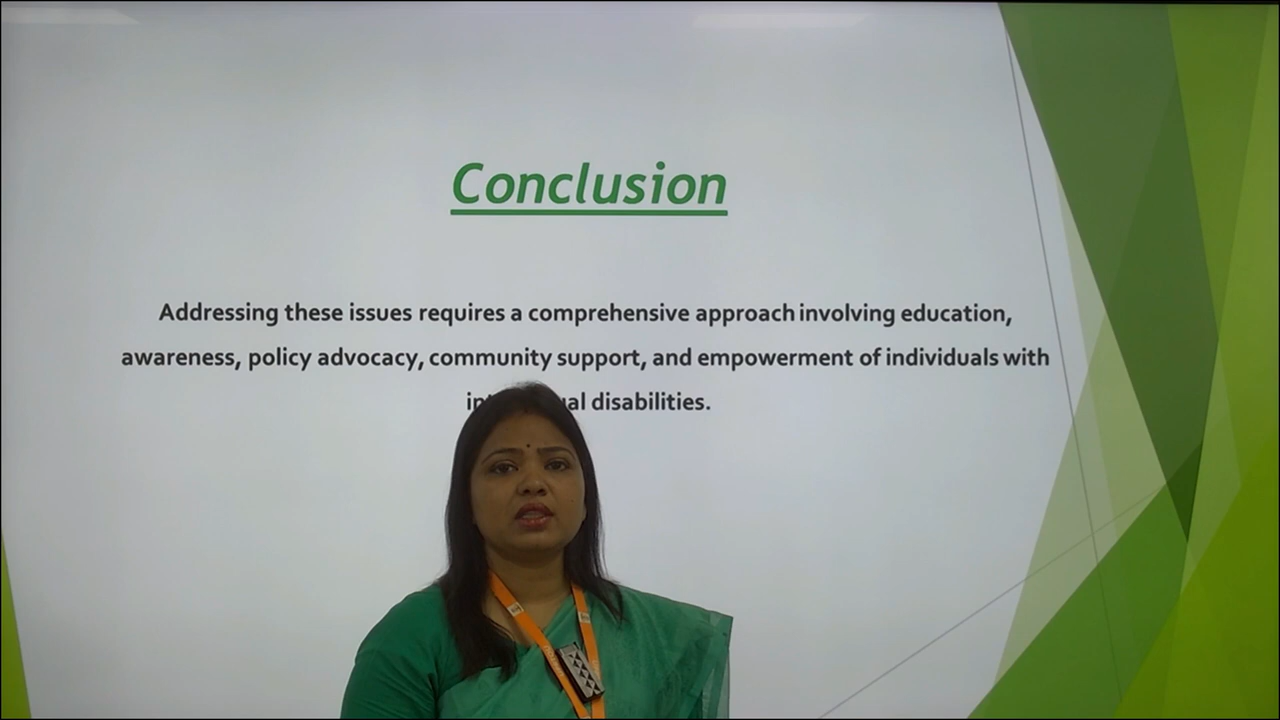 Conclusion
Addressing these issues requires a comprehensive approach involving education,
awareness, policy advocacy, community support, and empowerment of individuals with
disabilities.